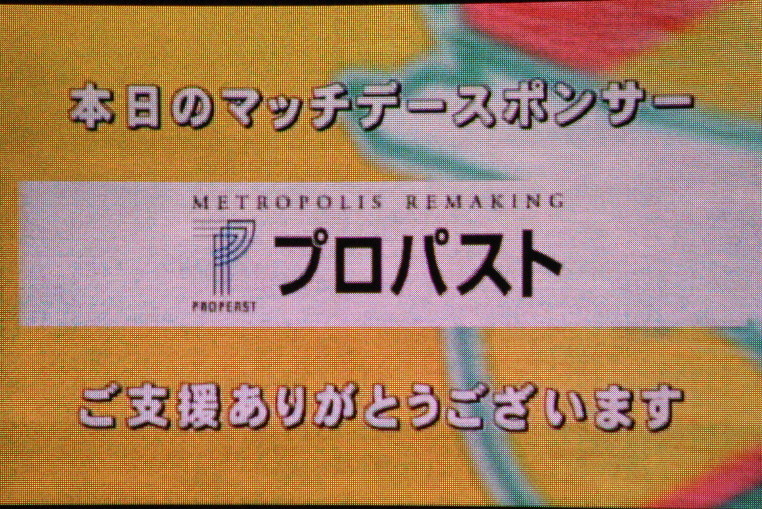 本日のマッチデースポンサー
METROPOLIS REMAKING
プロパスト
PROPERST
ご支援ありがとうございます